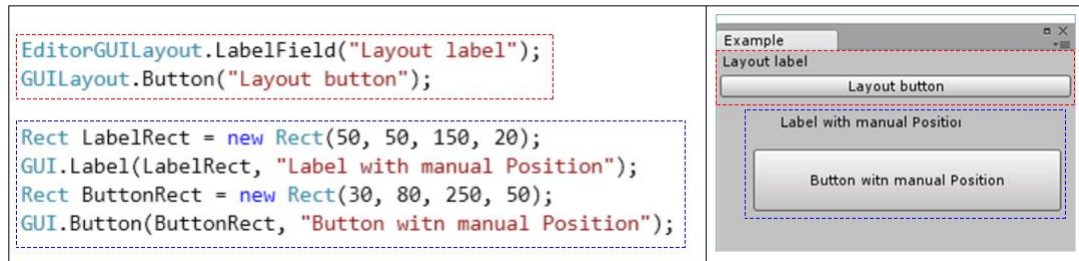 EditorGUILayout.LabelField("Layout label");
GUILayout.Button("Layout button");
Rect LabelRect = new Rect(50, 50, 150, 20);
GUI.Label(LabelRect, "Label with manual Position");
Rect ButtonRect = new Rect(30, 80, 250, 50);
GUI.Button(ButtonRect, "Button witn manual Position");
Example
Layout label
Layout button
Label with manual Position
Button witn manual Position